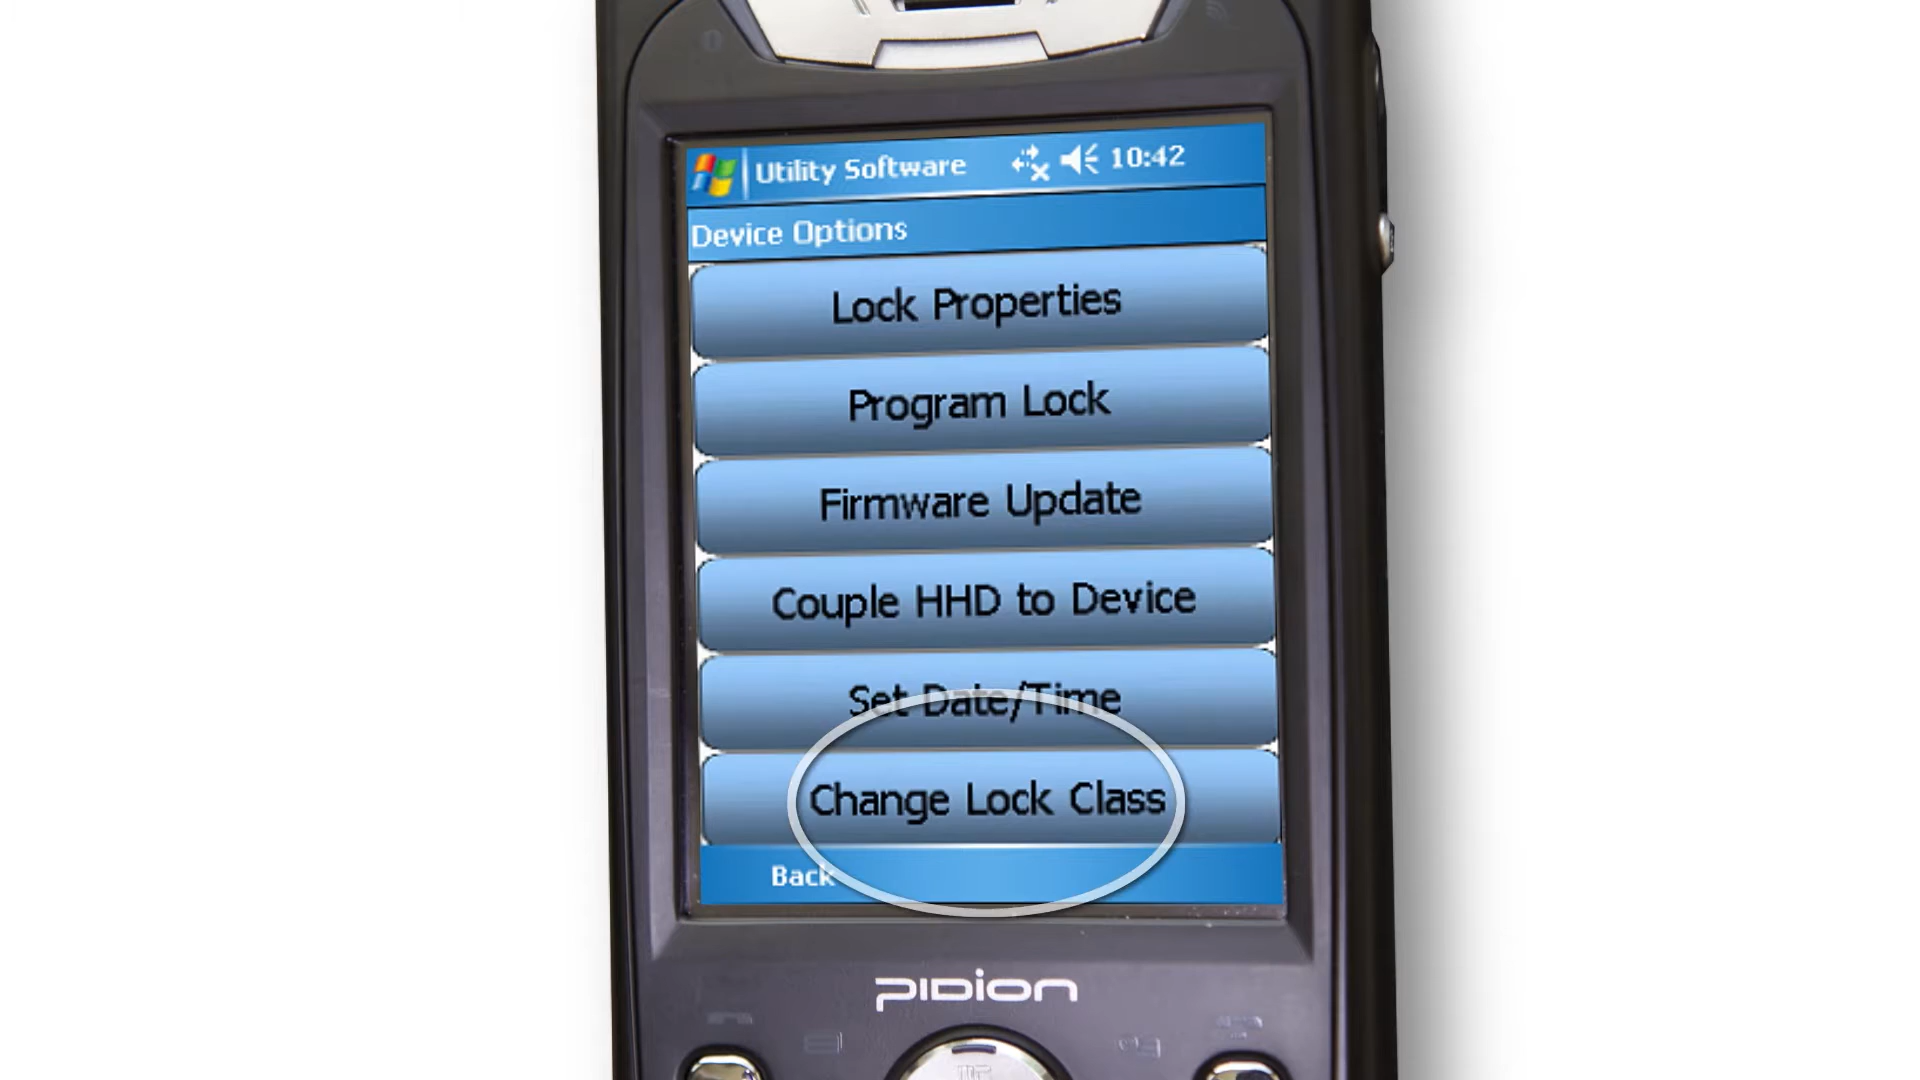 Utility Software 10:42
Device Options
Lock Properties
Program Lock
Firmware Update
Couple HHD to Device
Set Date/Time
Change Lock Class
Back
PIDION